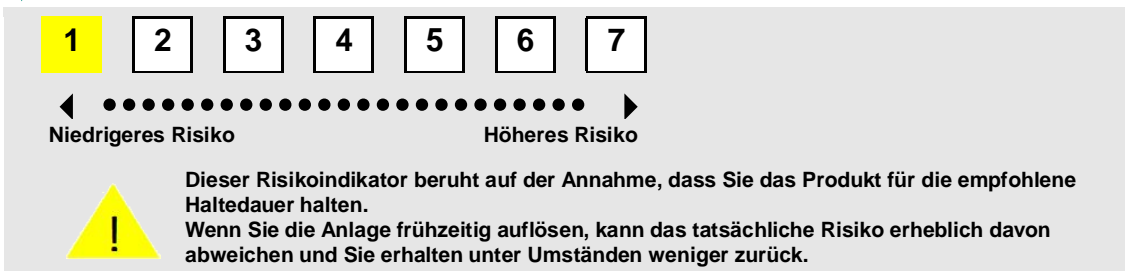 1 2 3 4 5 6 7
Niedrigeres Risiko Höheres Risiko
Dieser Risikoindikator beruht auf der Annahme, dass Sie das Produkt für die empfohlene
Haltedauer halten.
Wenn Sie die Anlage frühzeitig auflösen, kann das tatsächliche Risiko erheblich davon
abweichen und Sie erhalten unter Umständen weniger zurück.
!